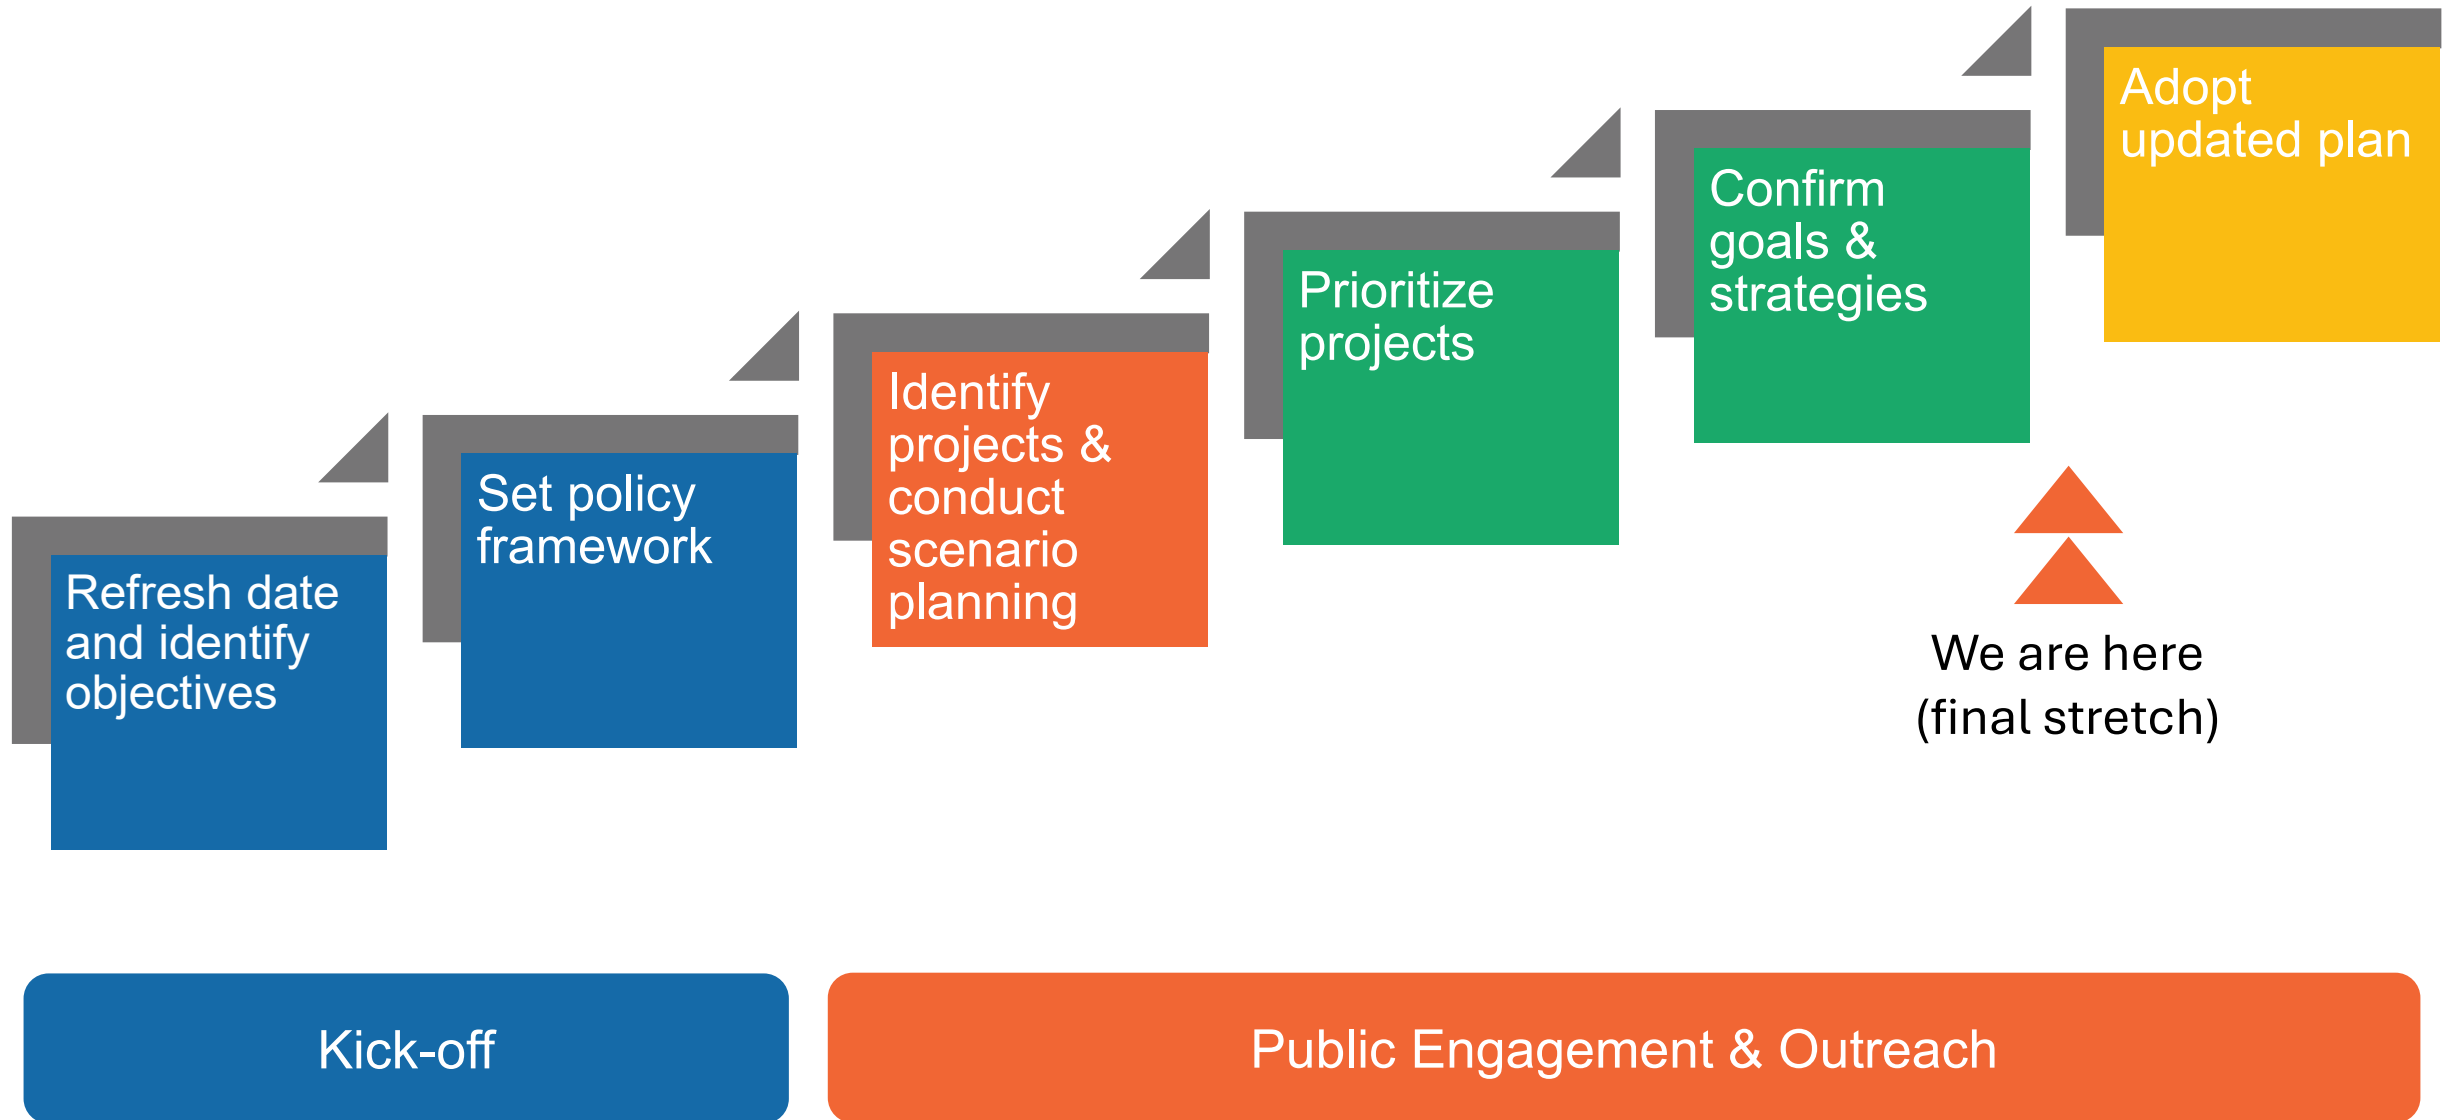 Refresh date
and identify
objectives
Set policy
framework
Identify
projects &
conduct
scenario
planning
Prioritize
projects
Confirm
goals &
strategies
Adopt
updated plan
We are here
(final stretch)
Kick-off
Public Engagement & Outreach